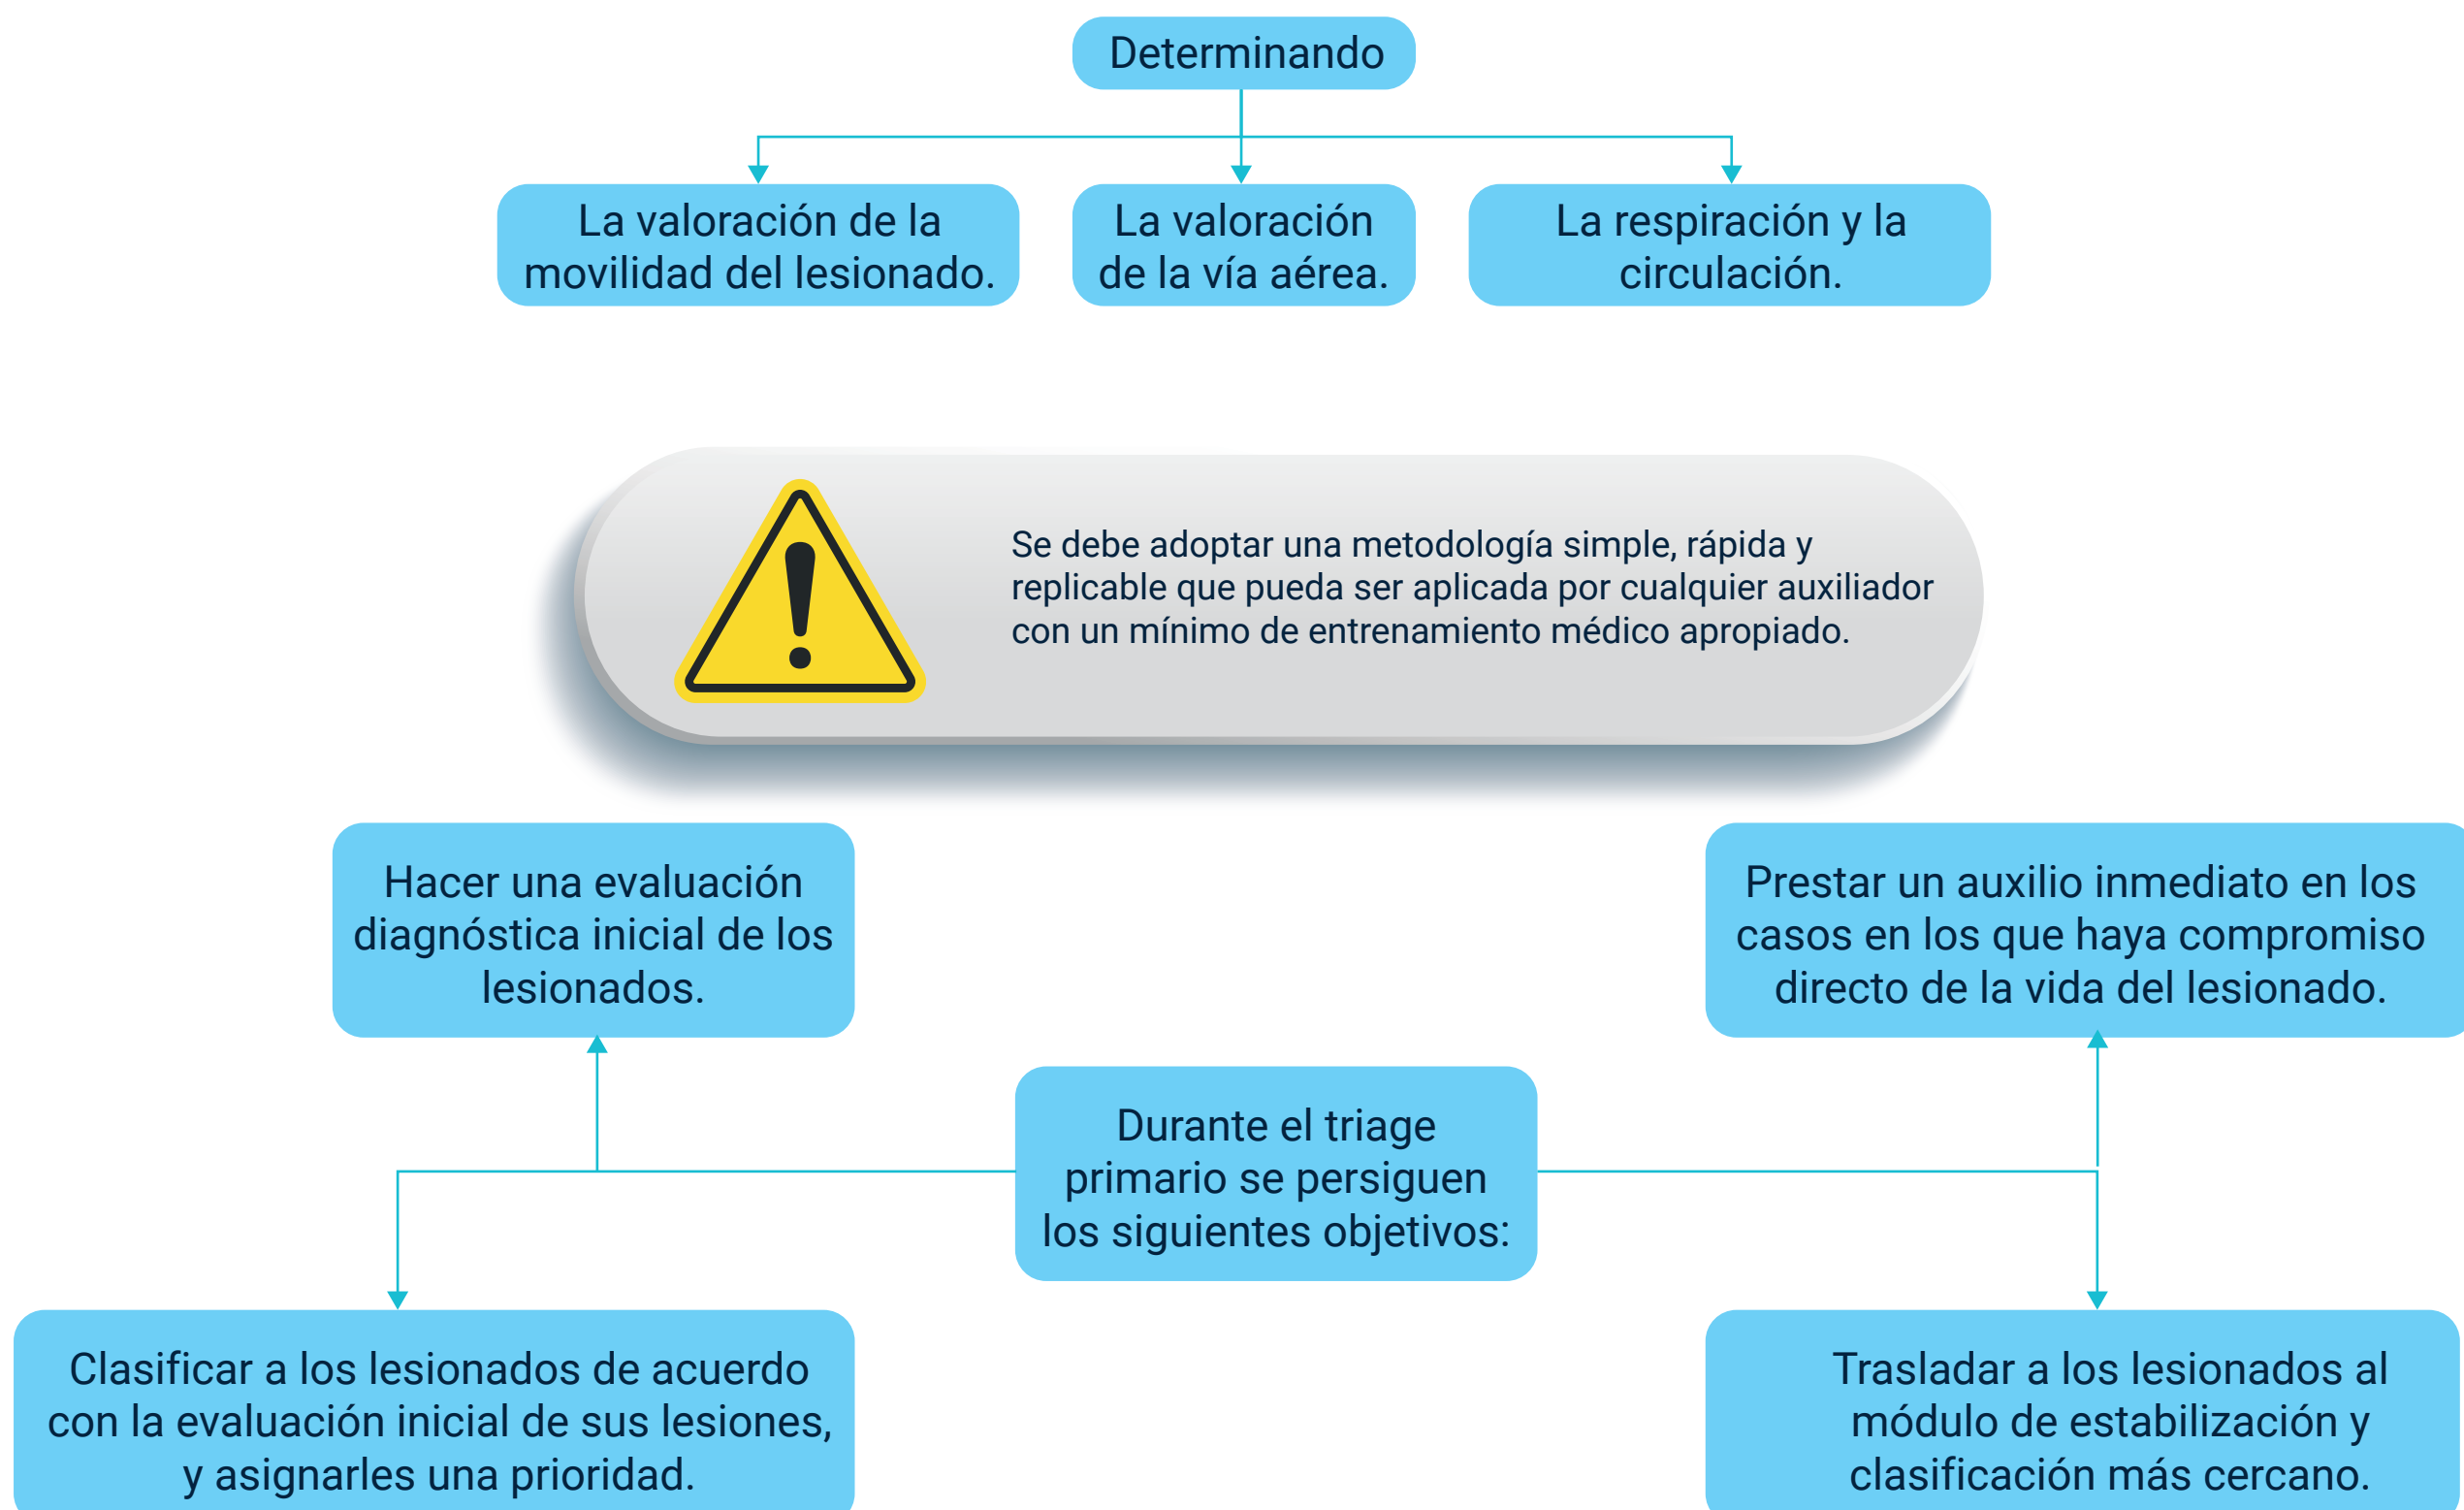 Determinando
La valoración de la
movilidad del lesionado.
La valoración
de la vía aérea.
La respiración y la
circulación.
Se debe adoptar una metodología simple, rápida y
replicable que pueda ser aplicada por cualquier auxiliador
con un mínimo de entrenamiento médico apropiado.
Hacer una evaluación
diagnóstica inicial de los
lesionados.
Prestar un auxilio inmediato en los
casos en los que haya compromiso
directo de la vida del lesionado.
Durante el triage
primario se persiguen
los siguientes objetivos:
Clasificar a los lesionados de acuerdo
con la evaluación inicial de sus lesiones,
y asignarles una prioridad.
Trasladar a los lesionados al
módulo de estabilización y
clasificación más cercano.